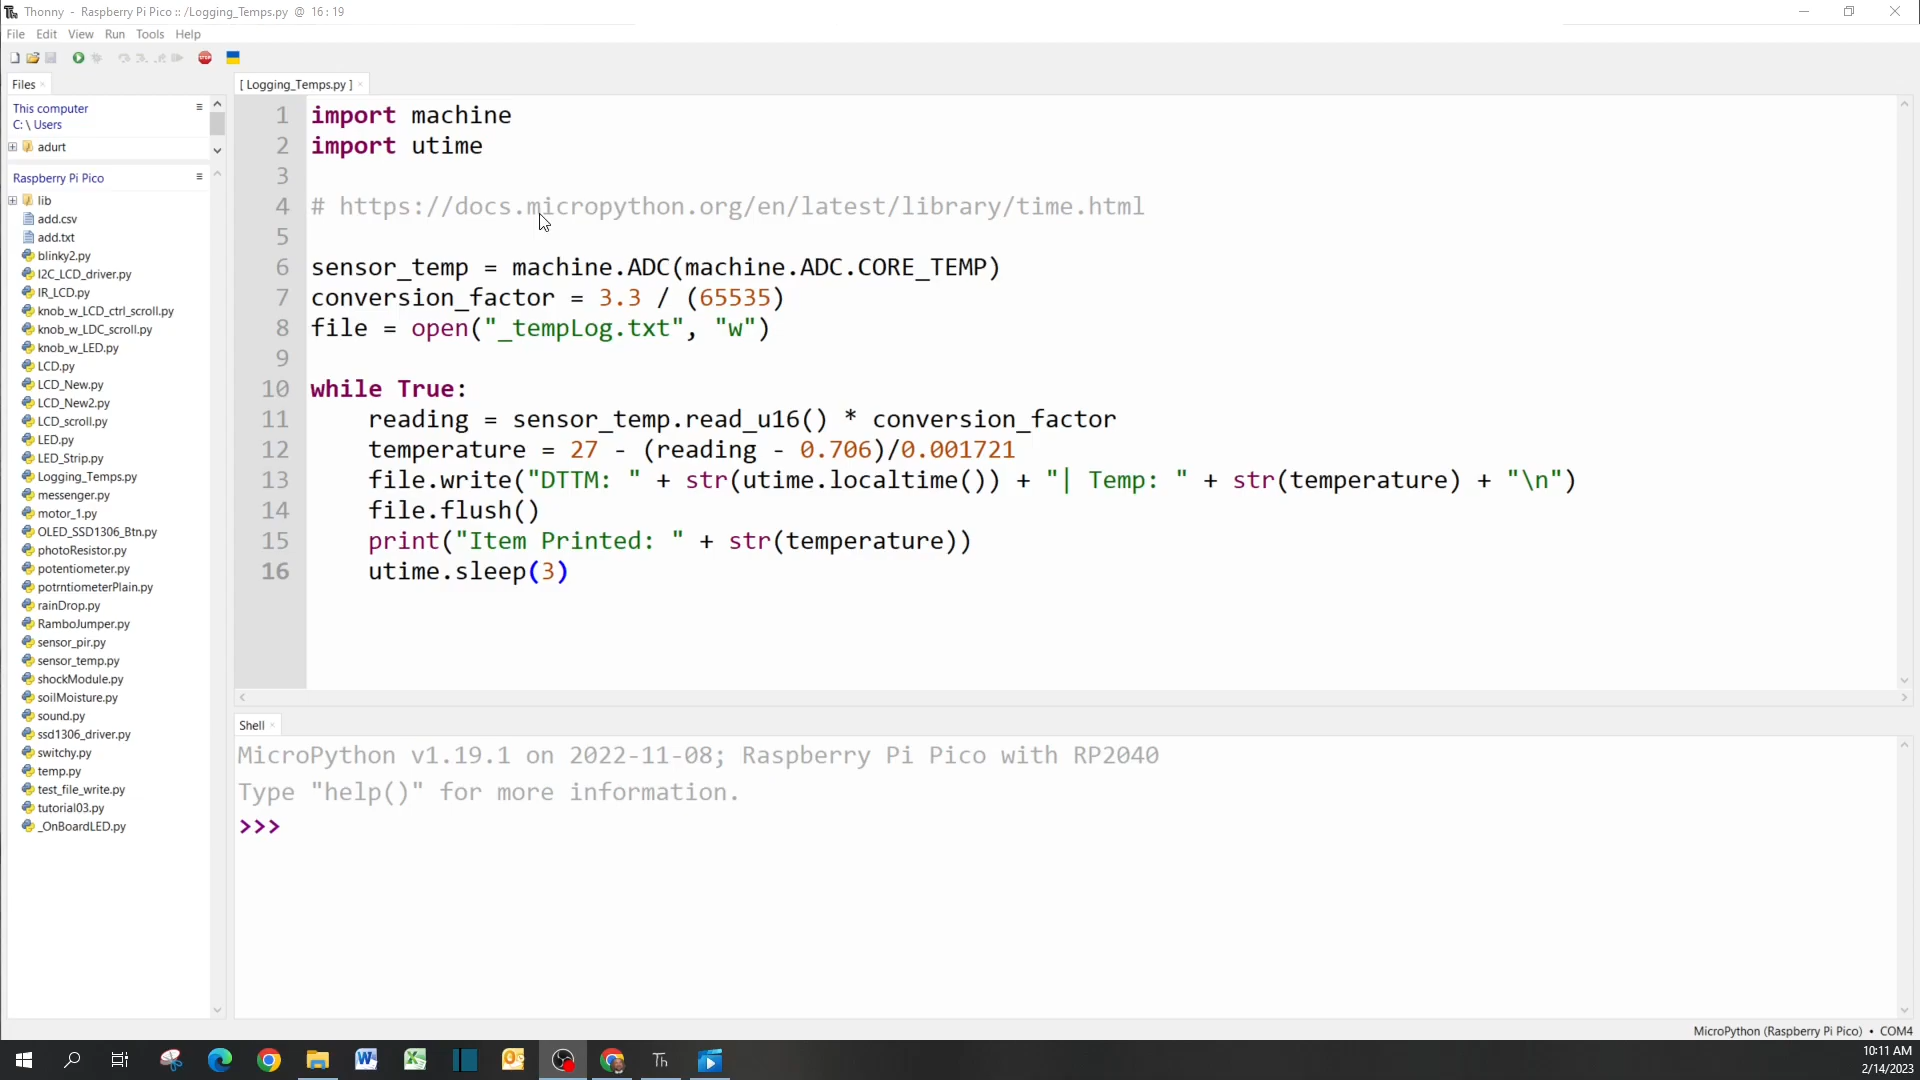 Thonny - Raspberry Pi Pico :: /Logging_Temps.py @ 16 : 19
File Edit View Run Tools Help
STOP
Files ×
This computer
C: \ Users
adurt
Raspberry Pi Pico
lib
add.csv
add.txt
blinky2.py
I2C_LCD_driver.py
IR_LCD.py
knob_w_LCD_ctrl_scroll.py
knob_w_LDC_scroll.py
knob_w_LED.py
LCD.py
LCD_New.py
LCD_New2.py
LCD_scroll.py
LED.py
LED_Strip.py
Logging_Temps.py
messenger.py
motor_1.py
OLED_SSD1306_Btn.py
photoResistor.py
potentiometer.py
potrntiometerPlain.py
rainDrop.py
RamboJumper.py
sensor_pir.py
sensor_temp.py
shockModule.py
soilMoisture.py
sound.py
ssd1306_driver.py
switchy.py
temp.py
test_file_write.py
tutorial03.py
_OnBoardLED.py
[ Logging_Temps.py ] ×
1 import machine
2 import utime
3
4 # https://docs.micropython.org/en/latest/library/time.html
5
6 sensor_temp = machine.ADC(machine.ADC.CORE_TEMP)
7 conversion_factor = 3.3 / (65535)
8 file = open("_tempLog.txt", "w")
9
10 while True:
11 reading = sensor_temp.read_u16() * conversion_factor
12 temperature = 27 - (reading - 0.706)/0.001721
13 file.write("DTTM: " + str(utime.localtime()) + "| Temp: " + str(temperature) + "\n")
14 file.flush()
15 print("Item Printed: " + str(temperature))
16 utime.sleep(3)
Shell ×
MicroPython v1.19.1 on 2022-11-08; Raspberry Pi Pico with RP2040
Type "help()" for more information.
>>>
MicroPython (Raspberry Pi Pico) • COM4
Th
10:11 AM
2/14/2023